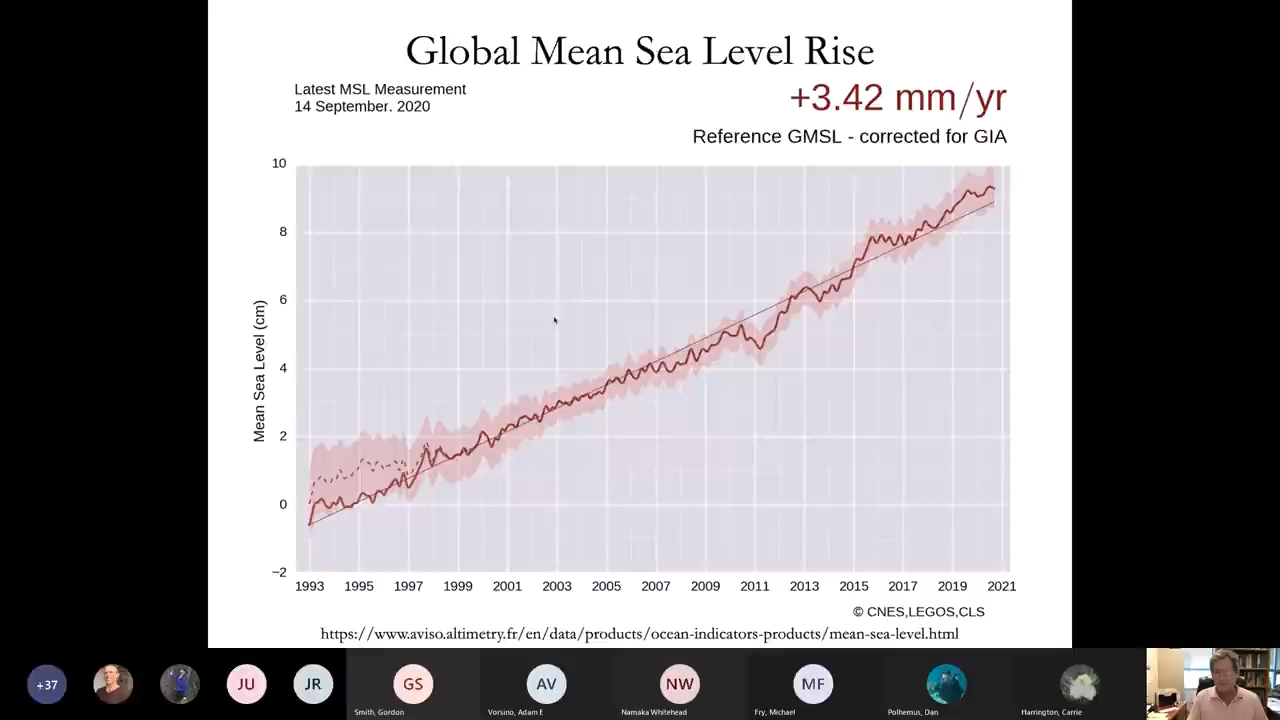 Global Mean Sea Level Rise
Latest MSL Measurement
14 September. 2020
+3.42 mm/yr
Reference GMSL - corrected for GIA
10
8
6
4
2
0
−2
Mean Sea Level (cm)
1993 1995 1997 1999 2001 2003 2005 2007 2009 2011 2013 2015 2017 2019 2021
© CNES,LEGOS,CLS
https://www.aviso.altimetry.fr/en/data/products/ocean-indicators-products/mean-sea-level.html
+37 JU JR GS AV NW MF
Smith, Gordon Vorsino, Adam E Namaka Whitehead Fry, Michael Polhemus, Dan Harrington, Carrie